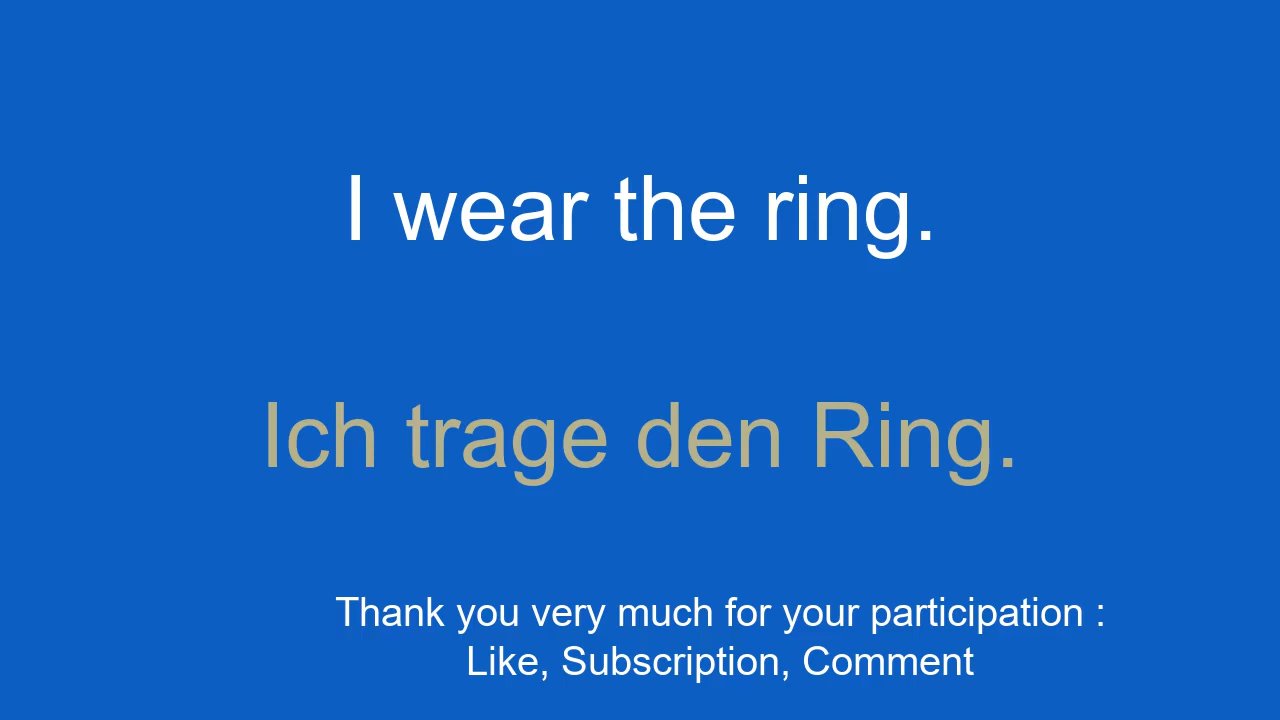 I wear the ring.
Ich trage den Ring.
Thank you very much for your participation :
Like, Subscription, Comment